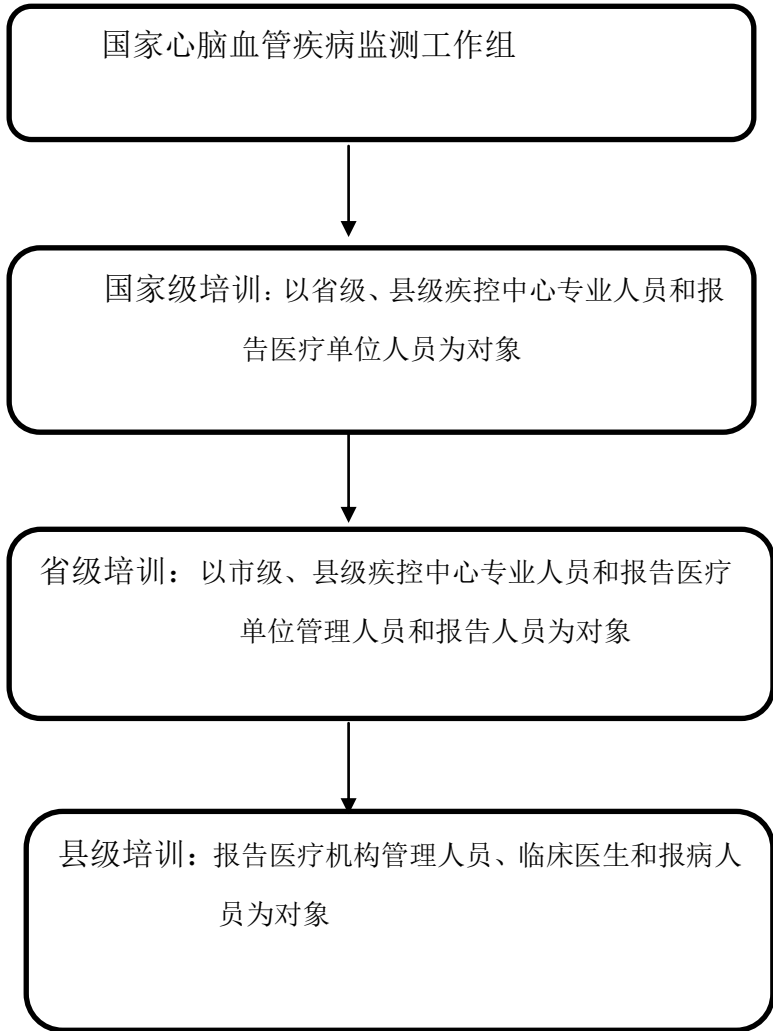 国家心脑血管疾病监测工作组
国家级培训：以省级、县级疾控中心专业人员和报
告医疗单位人员为对象
省级培训：以市级、县级疾控中心专业人员和报告医疗
单位管理人员和报告人员为对象
县级培训：报告医疗机构管理人员、临床医生和报病人
员为对象